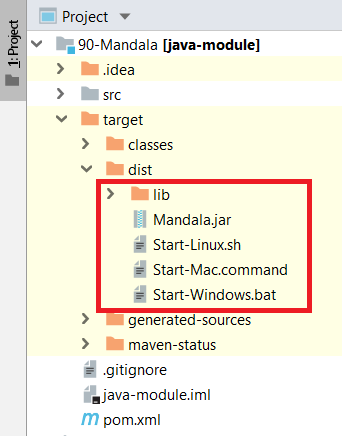 Project
1: Project
90-Mandala [java-module]
.idea
src
target
classes
dist
lib
Mandala.jar
Start-Linux.sh
Start-Mac.command
Start-Windows.bat
generated-sources
maven-status
.gitignore
java-module.iml
pom.xml